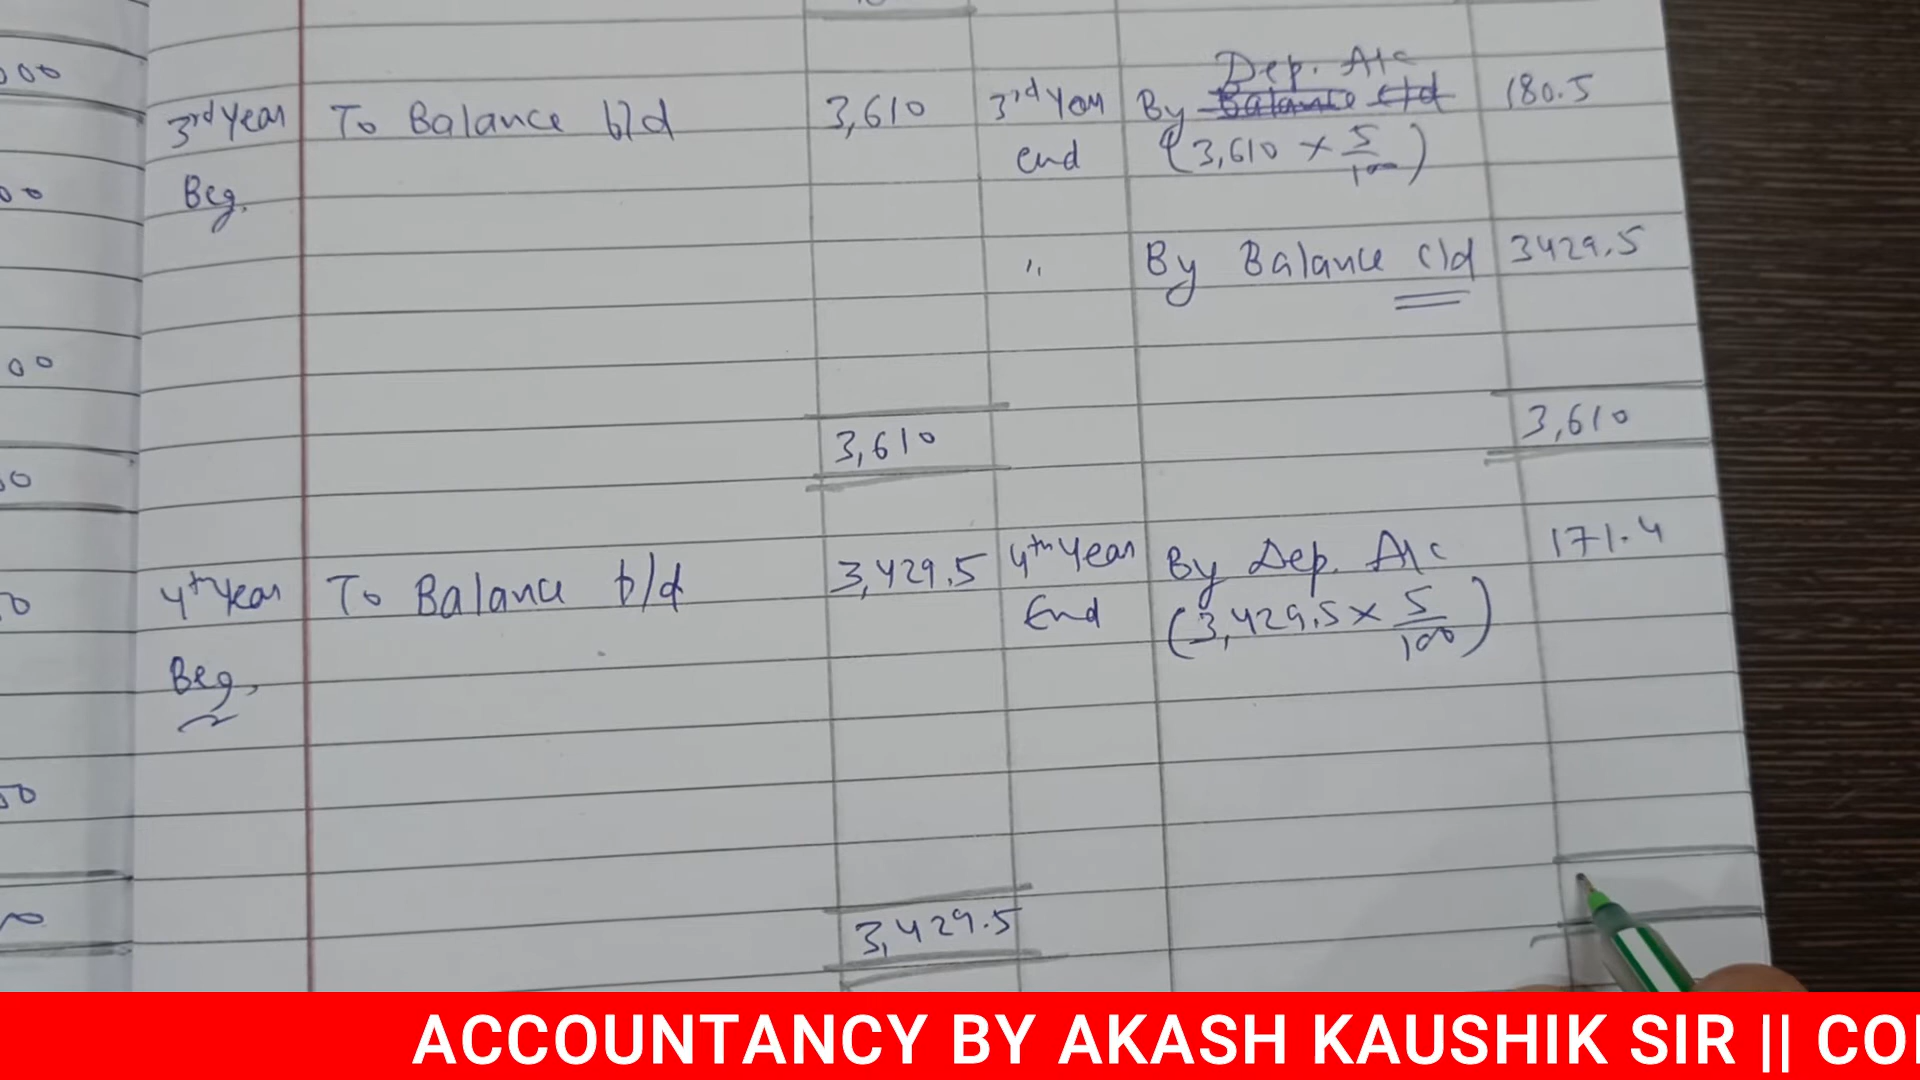 Dep. A/c
3rd Year To Balance b/d 3,610 3rd Year By Balance c/d 180.5
Beg. end (3,610 × 5/100)
" By Balance c/d 3429.5
3,610 3,610
4th Year To Balance b/d 3,429.5 4th Year By Dep. A/c 171.4
Beg. End (3,429.5 × 5/100)
3,429.5
ACCOUNTANCY BY AKASH KAUSHIK SIR || CO